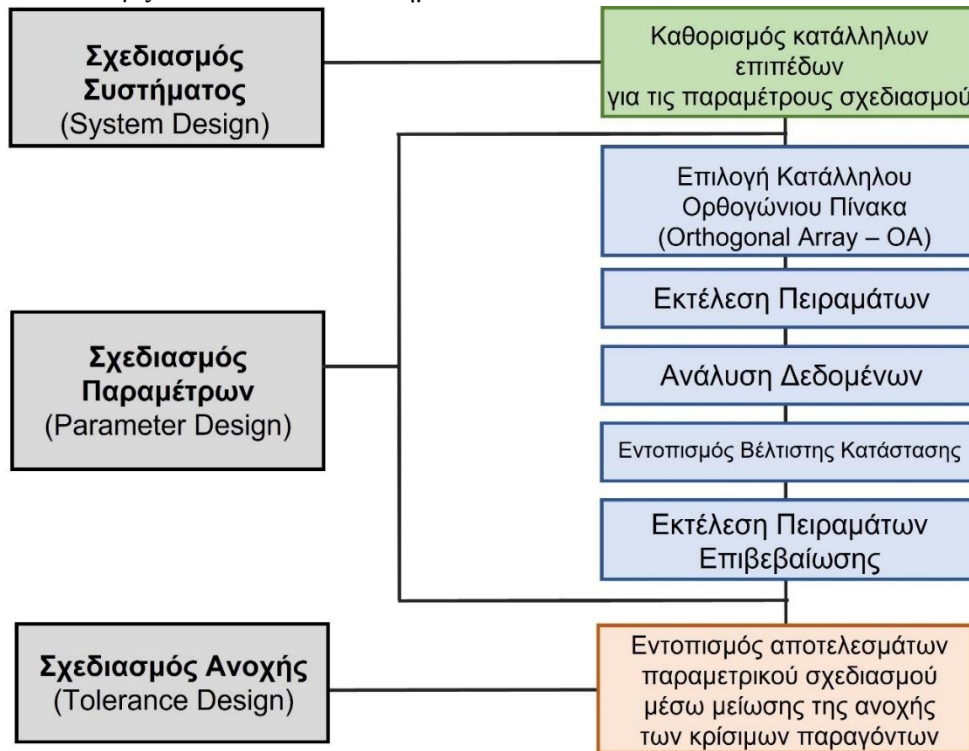 Σχεδιασμός
Συστήματος
(System Design)
Καθορισμός κατάλληλων
επιπέδων
για τις παραμέτρους σχεδιασμού
Επιλογή Κατάλληλου
Ορθογώνιου Πίνακα
(Orthogonal Array – OA)
Εκτέλεση Πειραμάτων
Σχεδιασμός
Παραμέτρων
(Parameter Design)
Ανάλυση Δεδομένων
Εντοπισμός Βέλτιστης Κατάστασης
Εκτέλεση Πειραμάτων
Επιβεβαίωσης
Σχεδιασμός Ανοχής
(Tolerance Design)
Εντοπισμός αποτελεσμάτων
παραμετρικού σχεδιασμού
μέσω μείωσης της ανοχής
των κρίσιμων παραγόντων